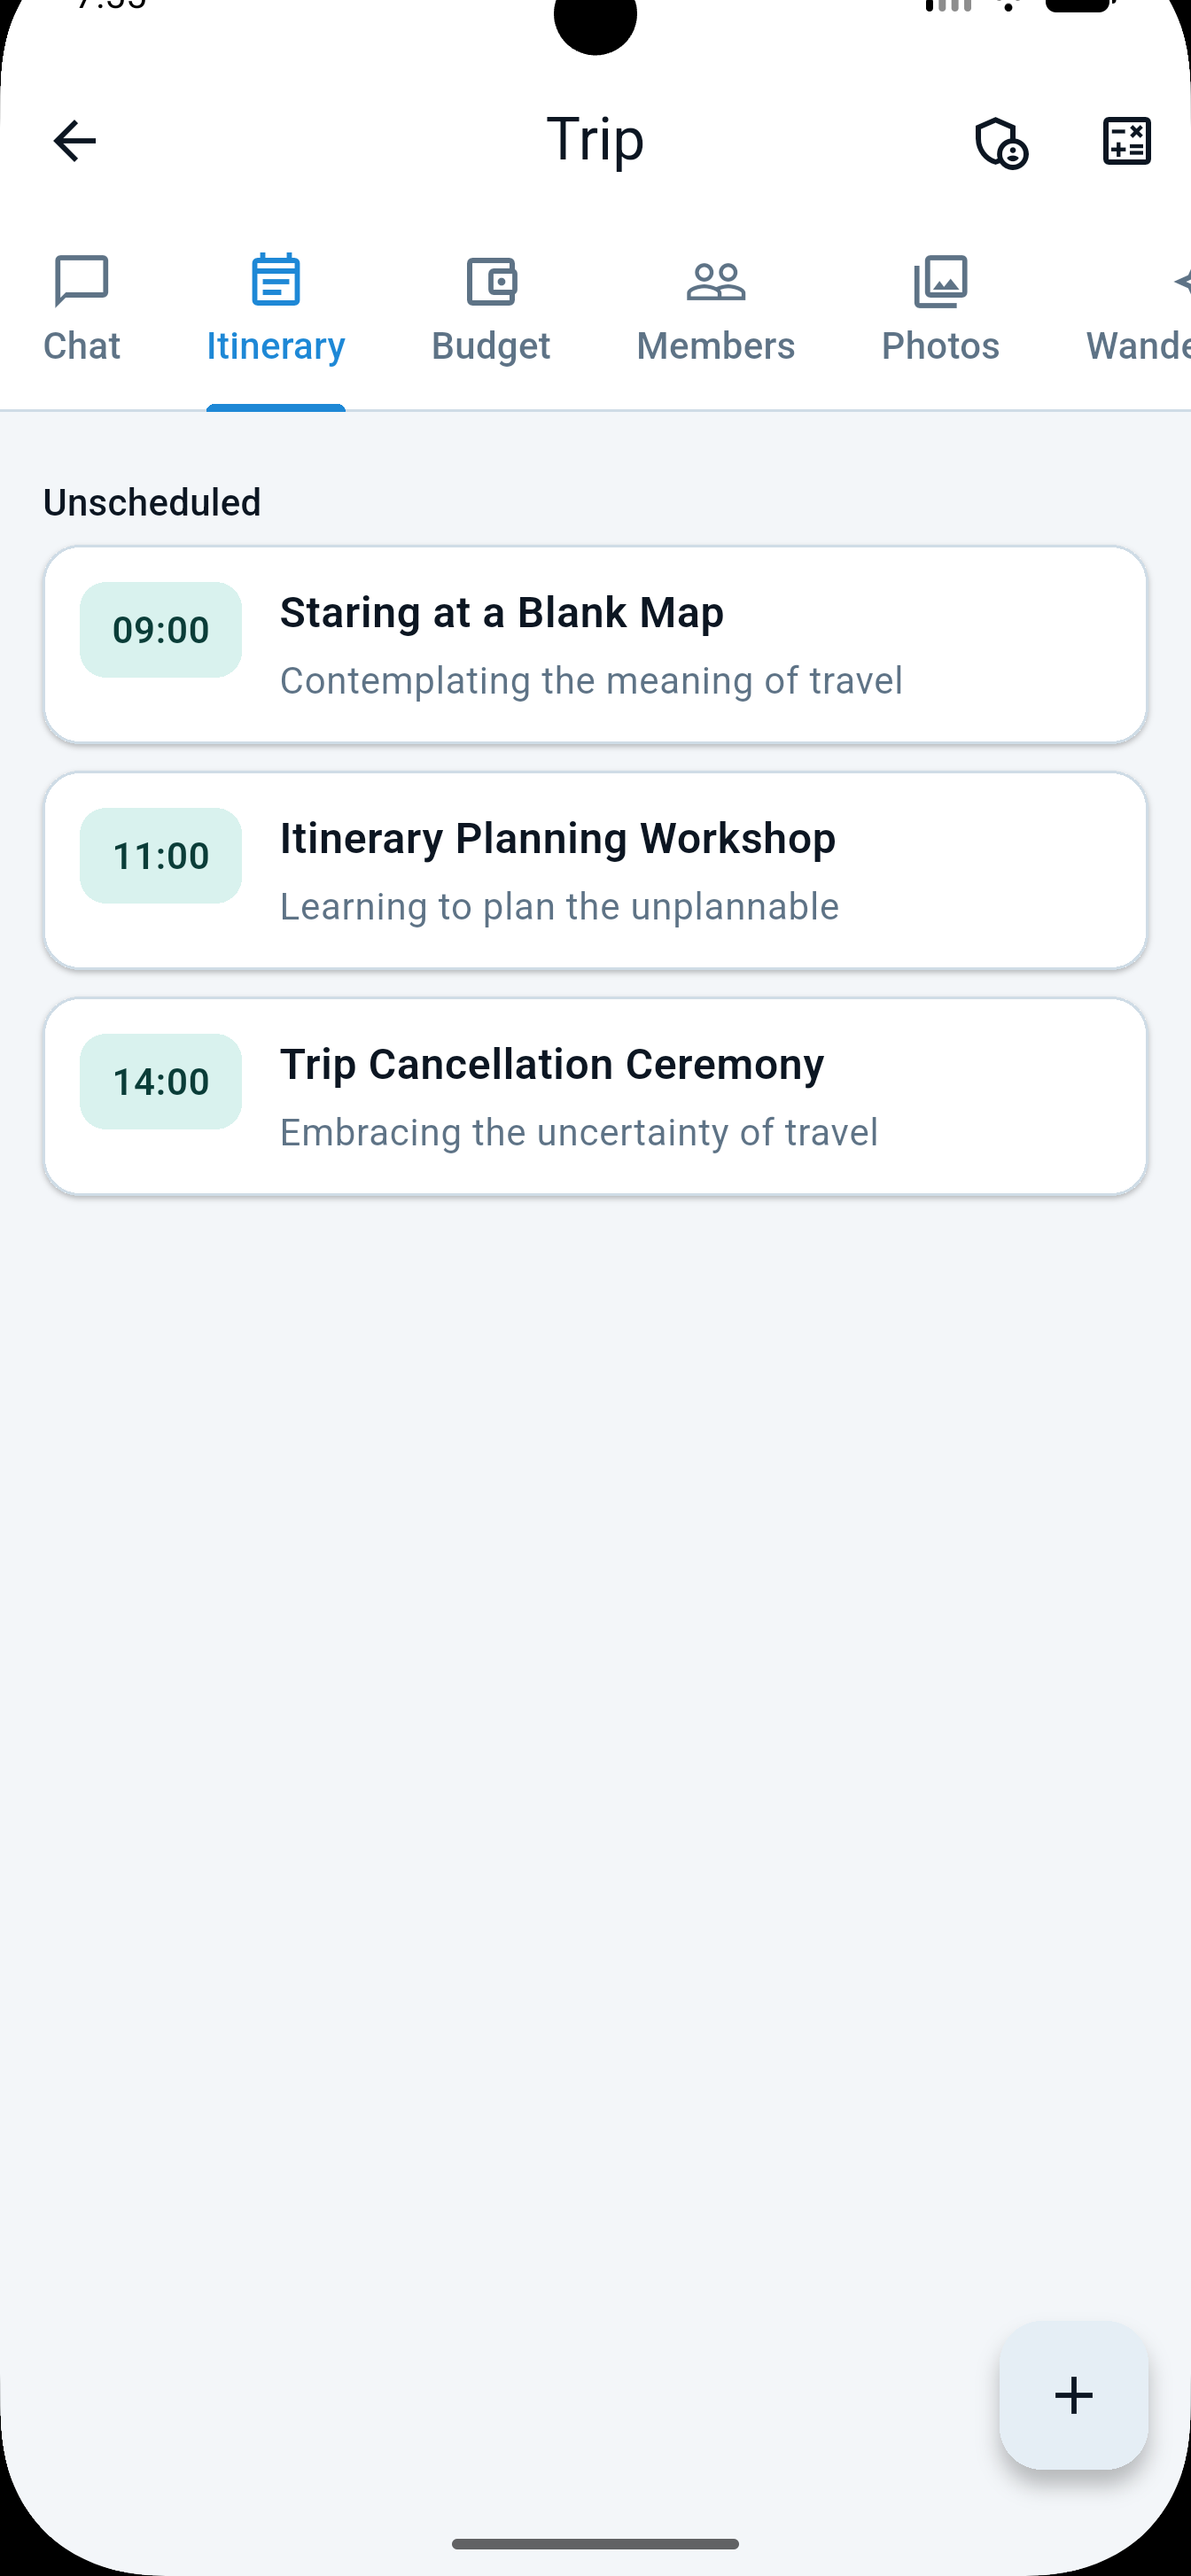 Trip
Chat
Itinerary
Budget
Members
Photos
Unscheduled
09:00
Staring at a Blank Map
Contemplating the meaning of travel
11:00
Itinerary Planning Workshop
Learning to plan the unplannable
14:00
Trip Cancellation Ceremony
Embracing the uncertainty of travel